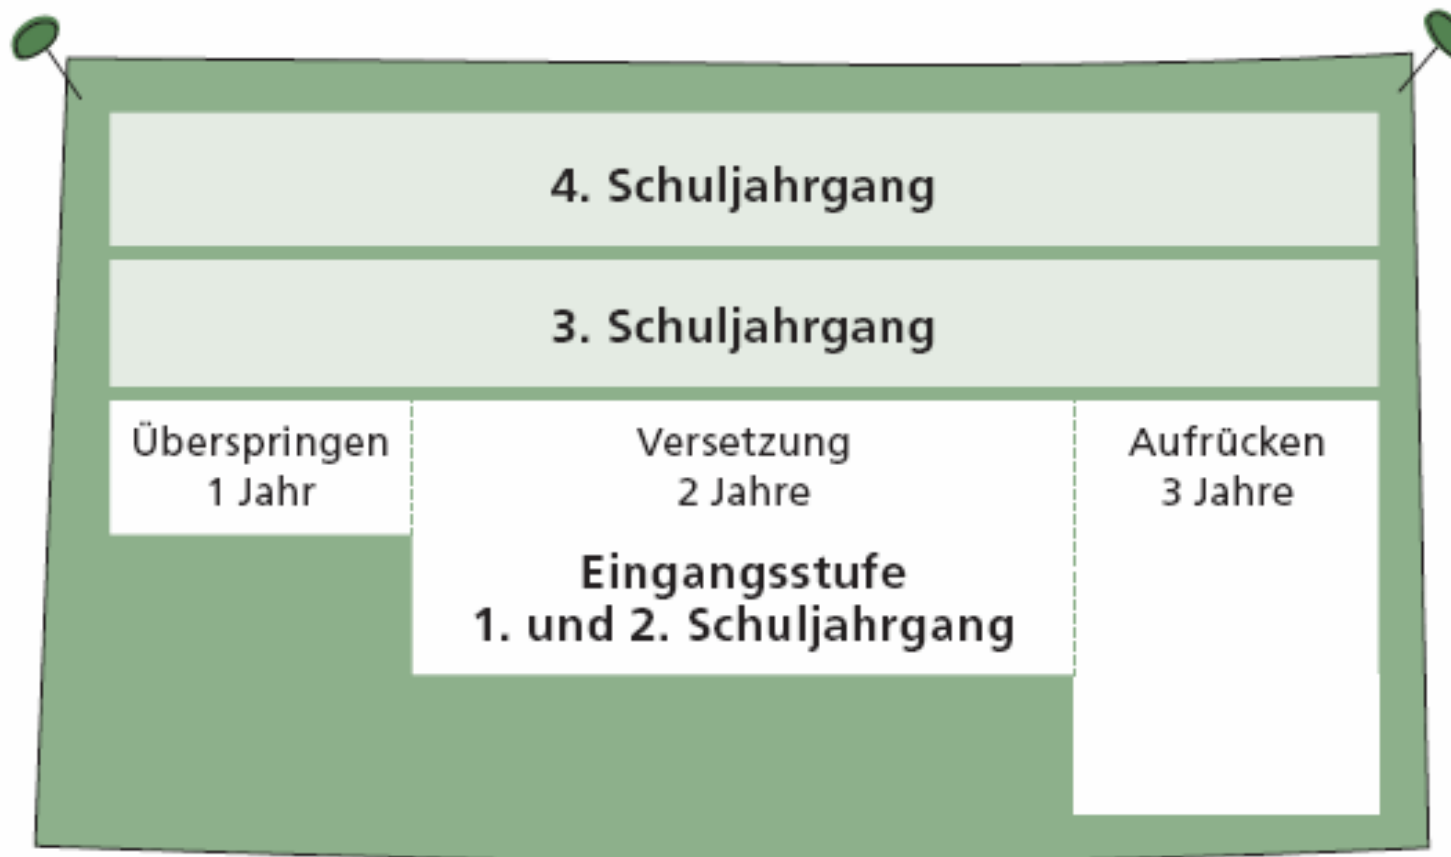 4. Schuljahrgang
3. Schuljahrgang
Überspringen
1 Jahr
Versetzung
2 Jahre
Aufrücken
3 Jahre
Eingangsstufe
1. und 2. Schuljahrgang